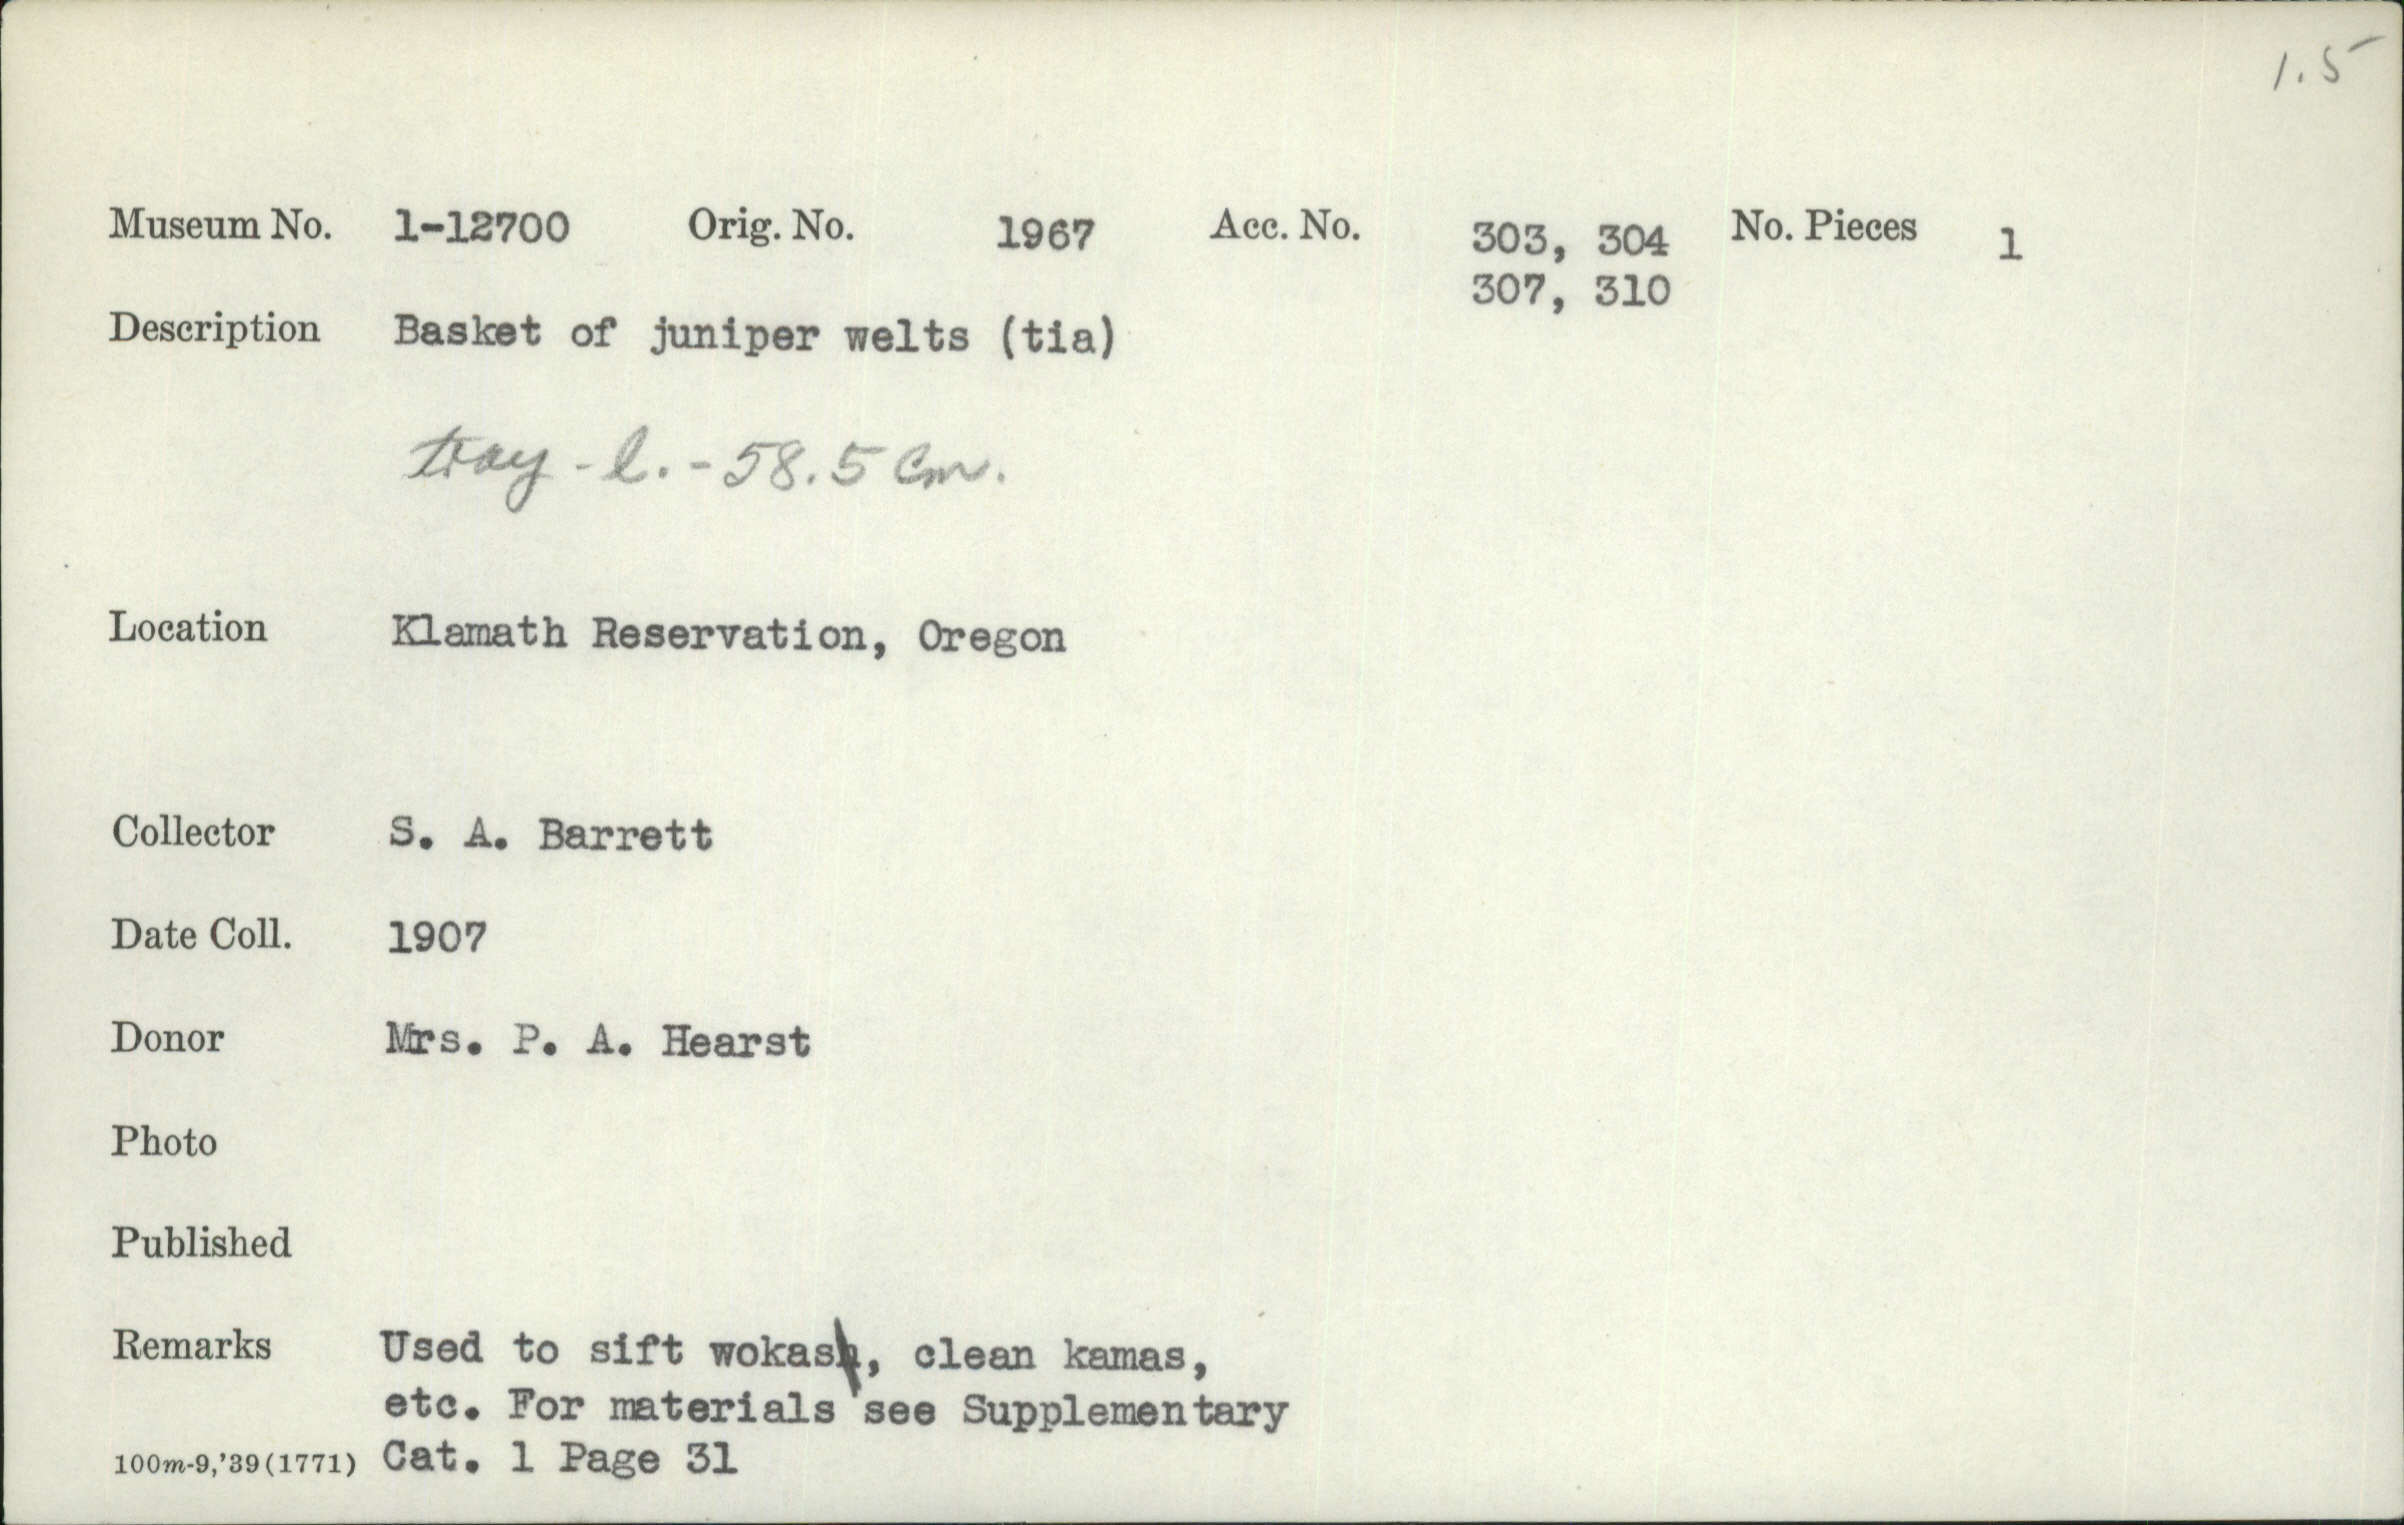 1.5
Museum No. 1-12700 Orig. No. 1967 Acc. No. 303, 304 No. Pieces 1
307, 310
Description Basket of juniper welts (tia)
tray - l. - 58.5 cm.
Location Klamath Reservation, Oregon
Collector S. A. Barrett
Date Coll. 1907
Donor Mrs. P. A. Hearst
Photo
Published
Remarks Used to sift wokash, clean kamas,
etc. For materials see Supplementary
100m-9,'39(1771) Cat. 1 Page 31